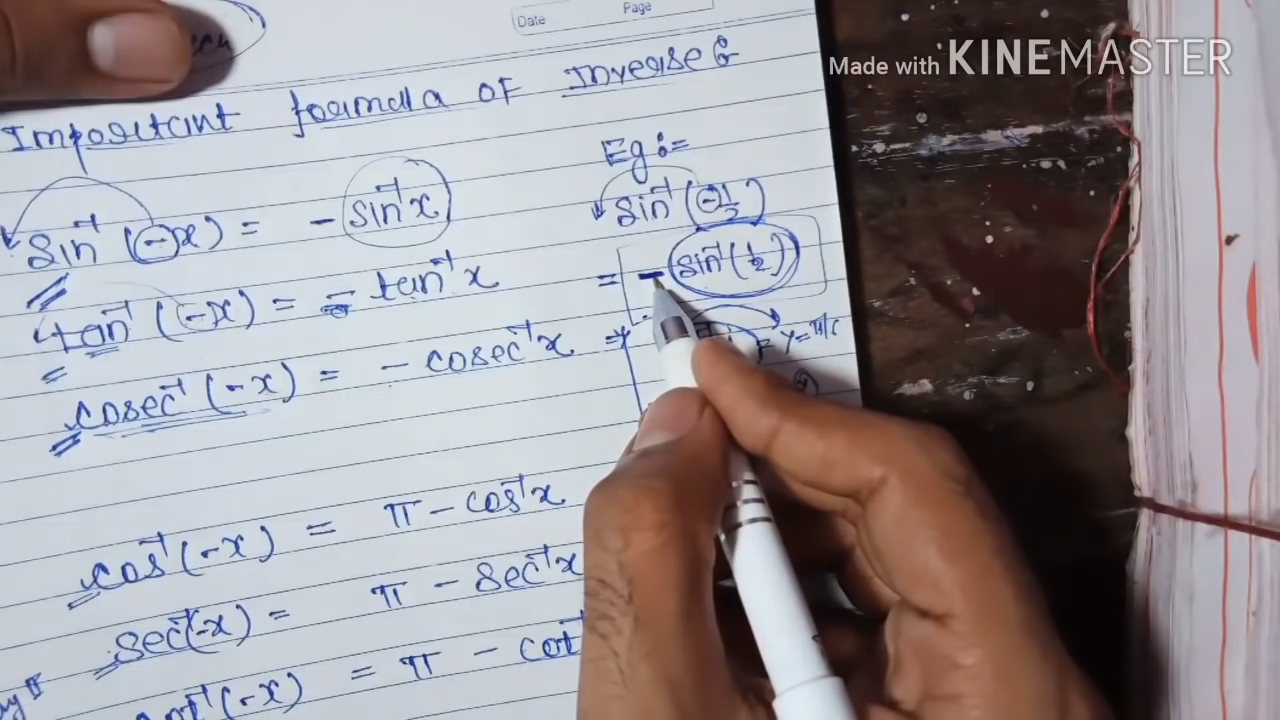 Date Page
Made with KINEMASTER
Important formula of Inverse
Eg :=
sin⁻¹(-x) = - sin⁻¹x
sin⁻¹(-1/2)
= - sin⁻¹(1/2)
tan⁻¹(-x) = - tan⁻¹x
cosec⁻¹(-x) = - cosec⁻¹x
cos⁻¹(-x) = π - cos⁻¹x
sec⁻¹(-x) = π - sec⁻¹x
cot⁻¹(-x) = π - cot⁻¹